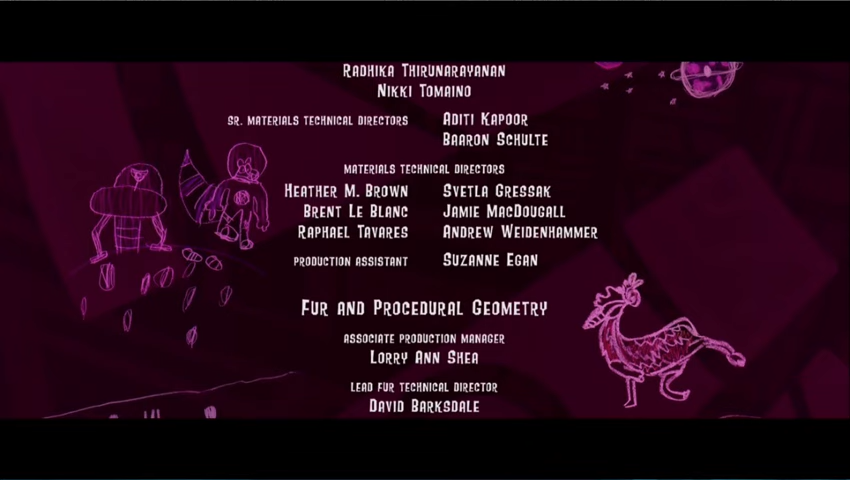 Radhika Thirunarayanan
Nikki Tomaino
Sr. Materials Technical Directors Aditi Kapoor
Baaron Schulte
Materials Technical Directors
Heather M. Brown Svetla Gressak
Brent Le Blanc Jamie MacDougall
Raphael Tavares Andrew Weidenhammer
Production Assistant Suzanne Egan
Fur and Procedural Geometry
Associate Production Manager
Lorry Ann Shea
Lead Fur Technical Director
David Barksdale